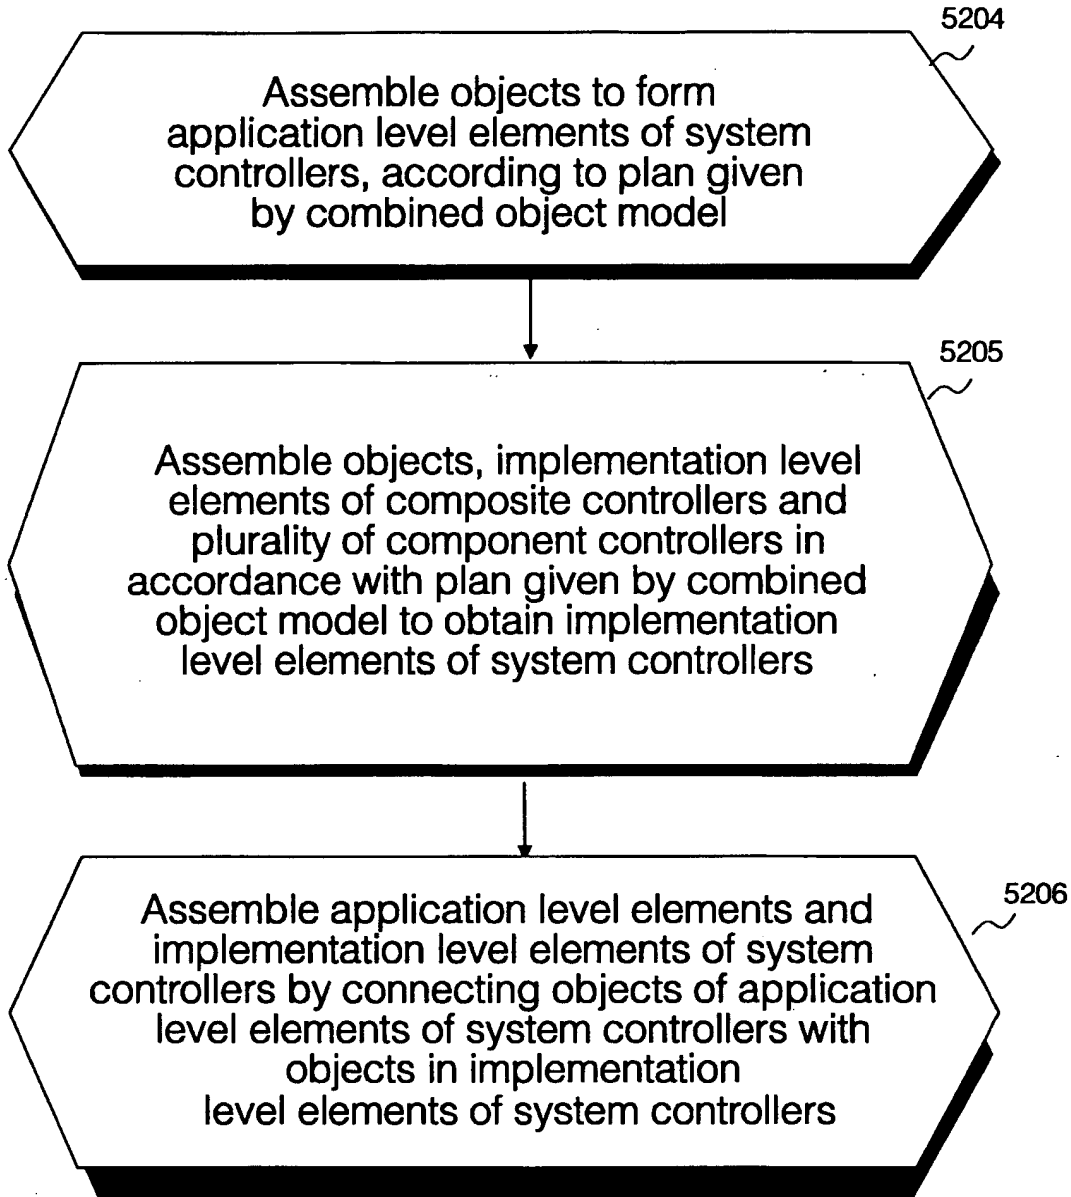 5204
Assemble objects to form
application level elements of system
controllers, according to plan given
by combined object model
5205
Assemble objects, implementation level
elements of composite controllers and
plurality of component controllers in
accordance with plan given by combined
object model to obtain implementation
level elements of system controllers
5206
Assemble application level elements and
implementation level elements of system
controllers by connecting objects of application
level elements of system controllers with
objects in implementation
level elements of system controllers